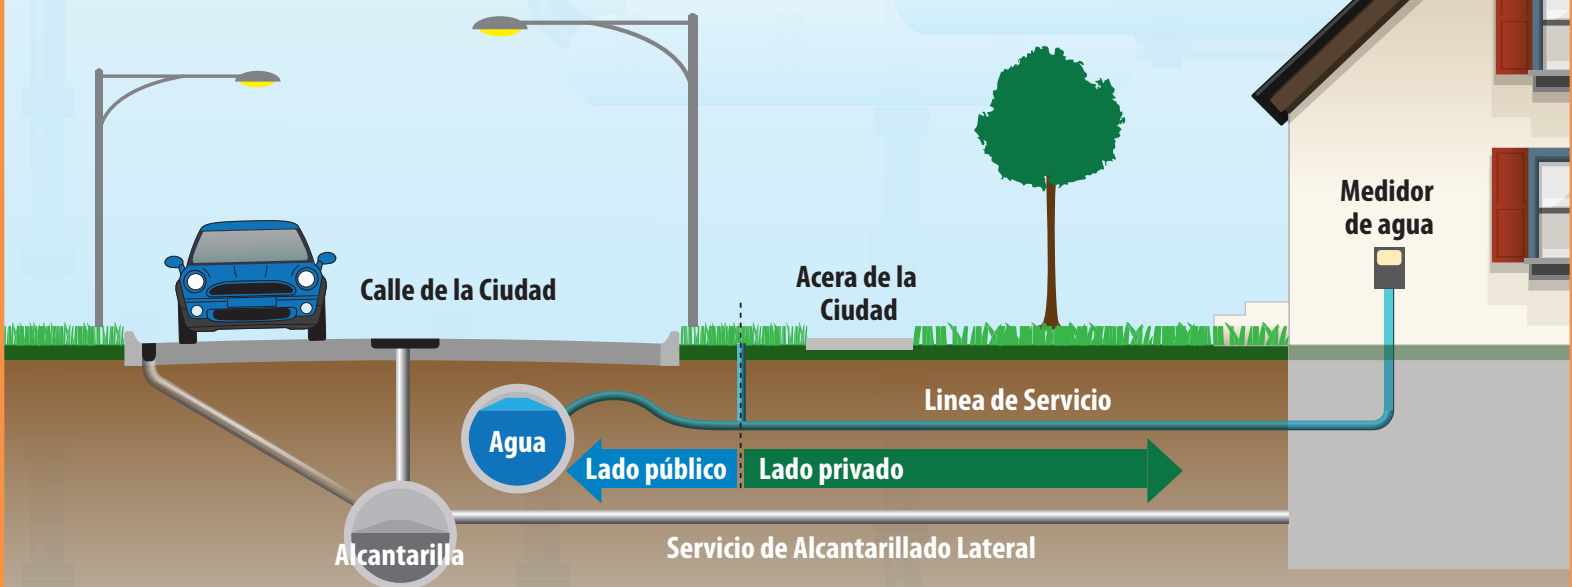 Medidor
de agua
Calle de la Ciudad
Acera de la
Ciudad
Linea de Servicio
Agua
Lado público
Lado privado
Alcantarilla
Servicio de Alcantarillado Lateral